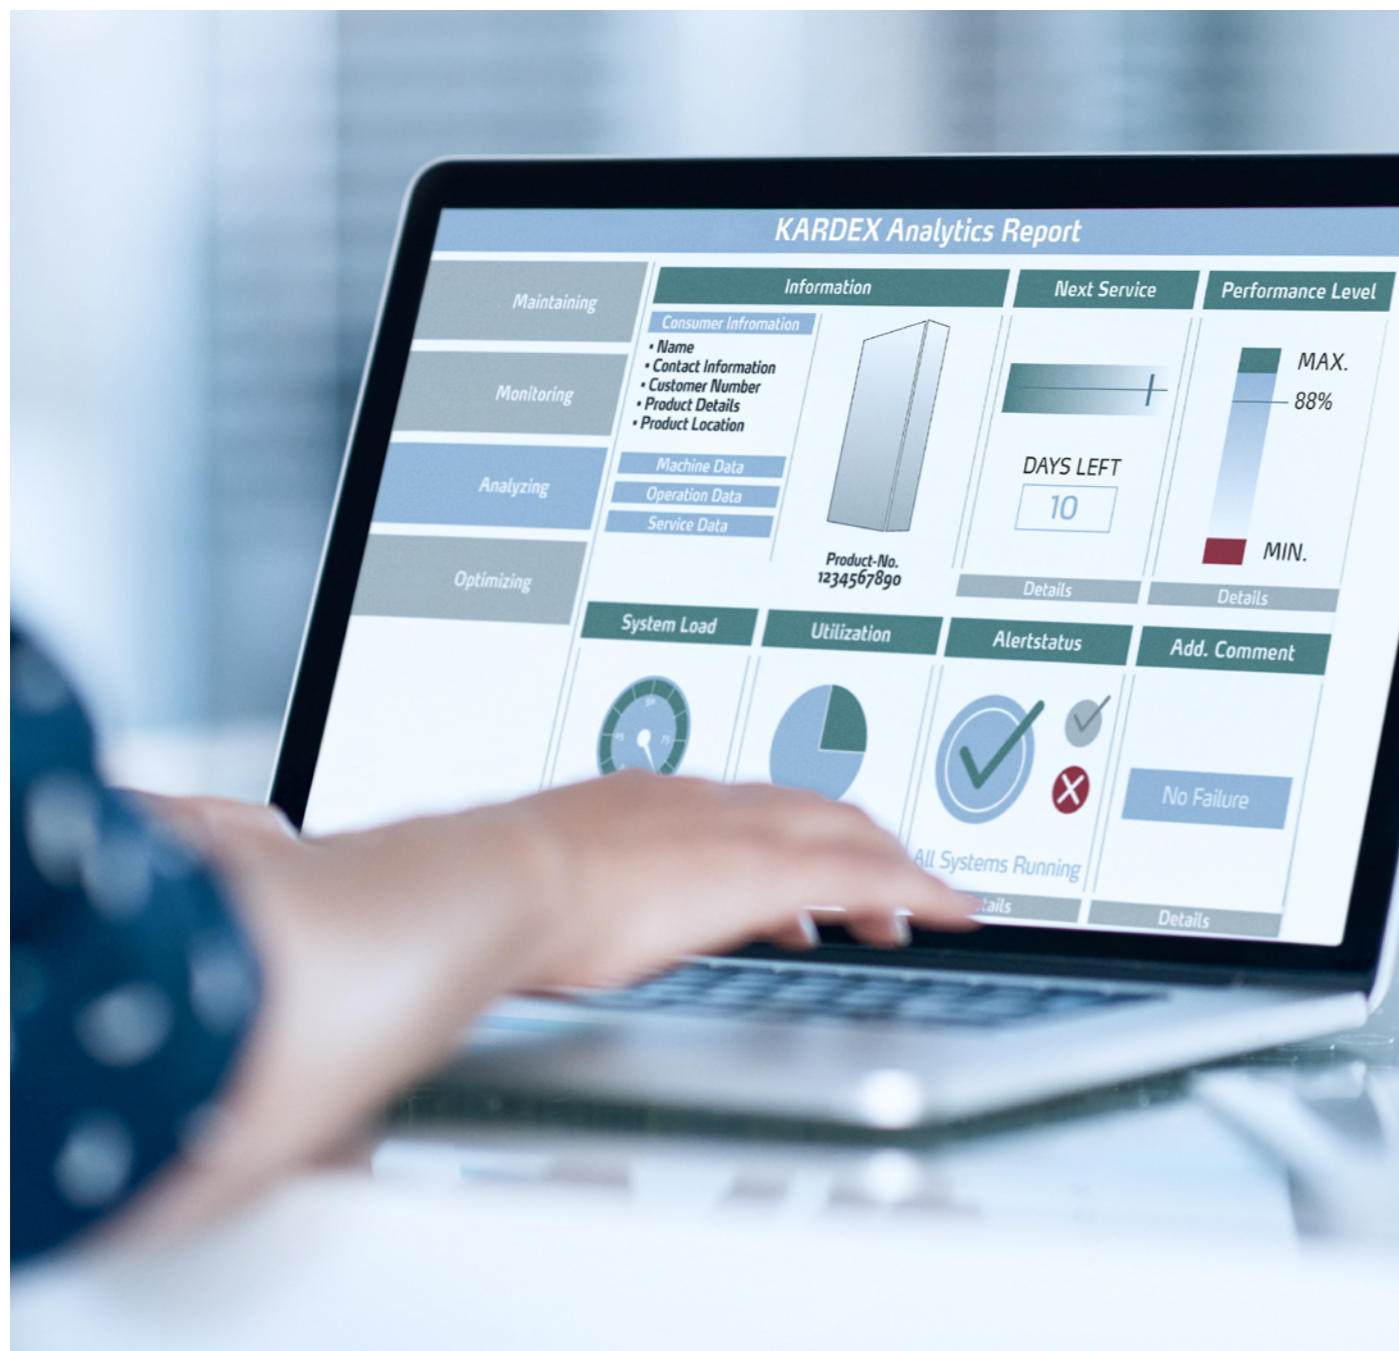 KARDEX Analytics Report
Maintaining
Monitoring
Analyzing
Optimizing
Information
Consumer Infromation
• Name
• Contact Information
• Customer Number
• Product Details
• Product Location
Machine Data
Operation Data
Service Data
Product-No.
1234567890
Next Service
DAYS LEFT
10
Details
Performance Level
MAX.
88%
MIN.
Details
System Load
50
75
Utilization
Alertstatus
All Systems Running
Add. Comment
No Failure
Details